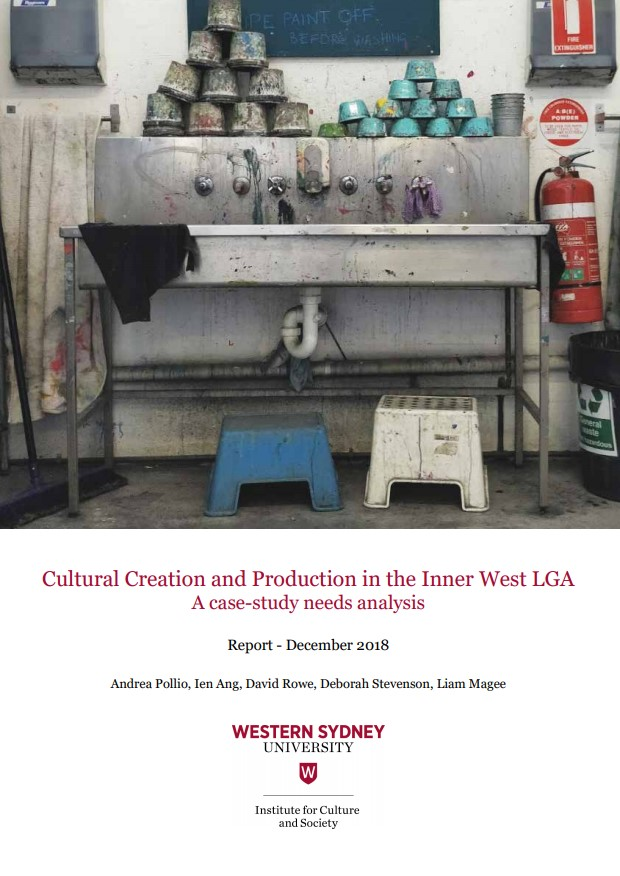 PE PAINT OFF
BEFORE WASHING
FIRE
EXTINGUISHER
A:B(E)
POWDER
General
waste
Cultural Creation and Production in the Inner West LGA
A case-study needs analysis
Report - December 2018
Andrea Pollio, Ien Ang, David Rowe, Deborah Stevenson, Liam Magee
WESTERN SYDNEY
UNIVERSITY
W
Institute for Culture
and Society